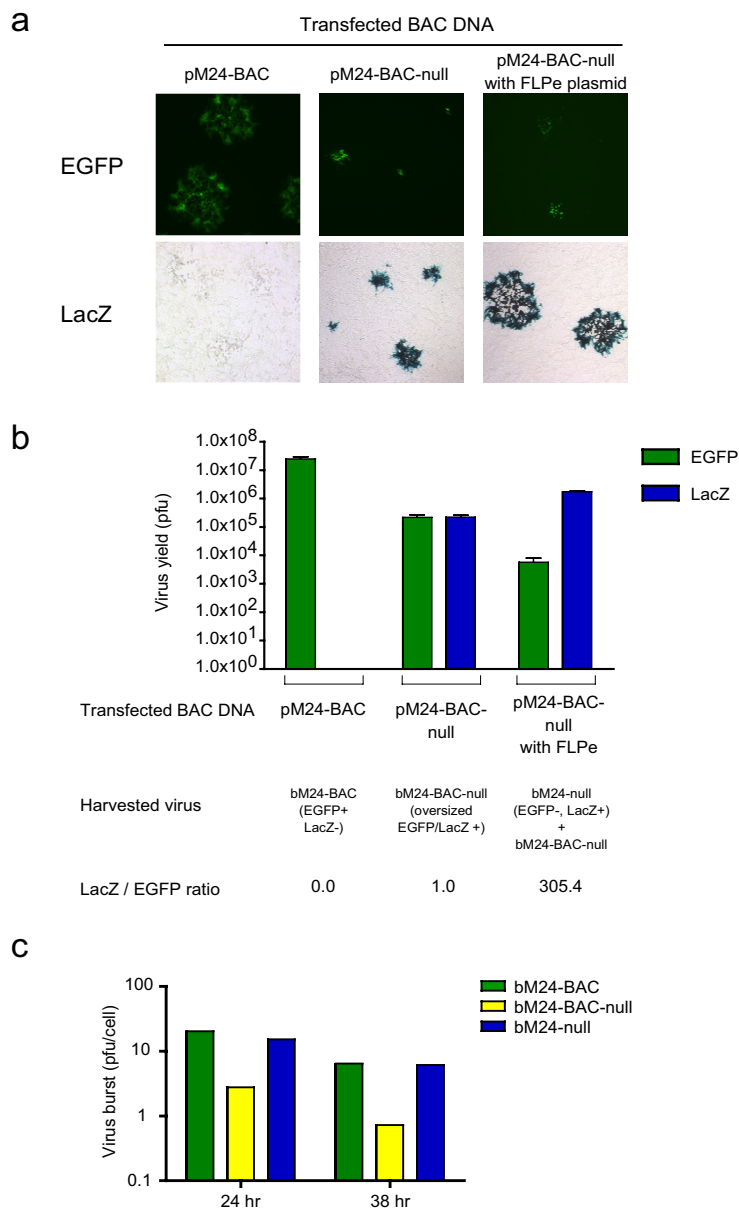 a
Transfected BAC DNA
pM24-BAC
pM24-BAC-null
pM24-BAC-null
with FLPe plasmid
EGFP
LacZ
b
Virus yield (pfu)
1.0x10⁸
1.0x10⁷
1.0x10⁶
1.0x10⁵
1.0x10⁴
1.0x10³
1.0x10²
1.0x10¹
1.0x10⁰
EGFP
LacZ
Transfected BAC DNA
pM24-BAC
pM24-BAC-
null
pM24-BAC-
null
with FLPe
Harvested virus
bM24-BAC
(EGFP+
LacZ-)
bM24-BAC-null
(oversized
EGFP/LacZ +)
bM24-null
(EGFP-, LacZ+)
+
bM24-BAC-null
LacZ / EGFP ratio
0.0
1.0
305.4
c
Virus burst (pfu/cell)
100
10
1
0.1
24 hr
38 hr
bM24-BAC
bM24-BAC-null
bM24-null